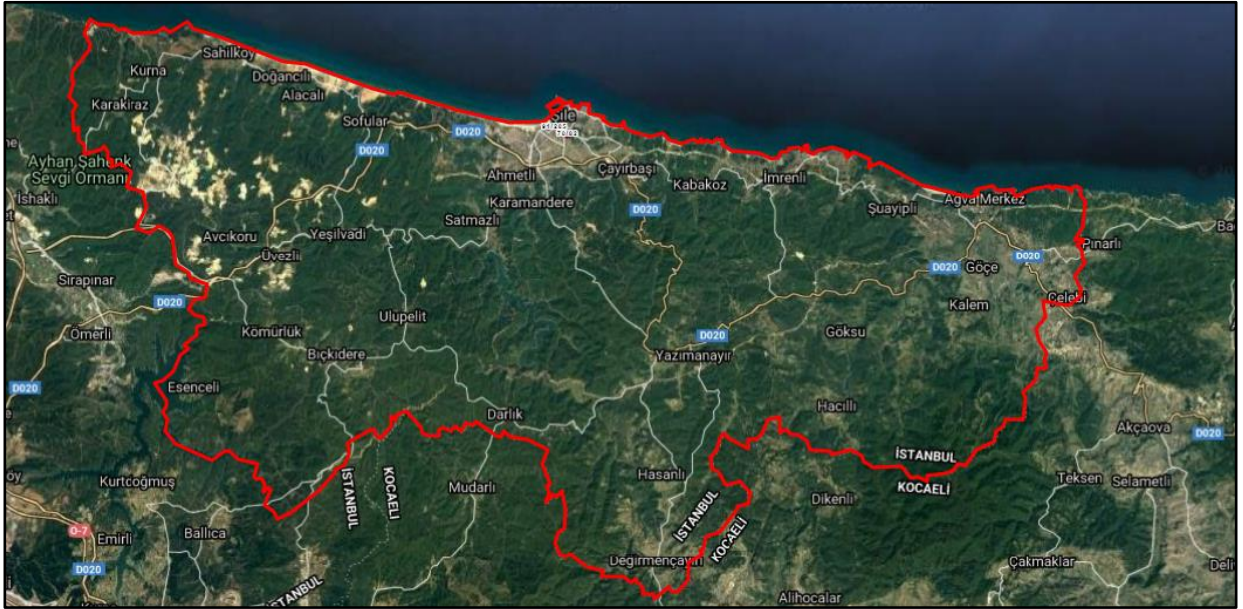 Sahilköy
Kurna
Doğancılı
Alacalı
Karakiraz
Sofular
D020
Şile
D020
Ayhan Şahenk
Sevgi Ormanı
İshaklı
Ahmetli
Çayırbaşı
Kabakoz
İmrenli
Karamandere
Şuayipli
Ağva Merkez
D020
Satmazlı
Avcıkoru
Yeşilvadi
Üvezli
Pınarlı
D020
Sırapınar
D020
Göçe
D020
Çelebi
Kalem
Ulupelit
Ömerli
Kömürlük
D020
Göksu
Bıçkıdere
Yazımanayır
D020
Esenceli
Hacıllı
Darlık
Akçaova
D020
İSTANBUL
KOCAELİ
İSTANBUL
KOCAELİ
Kurtdoğmuş
Mudarlı
Hasanlı
Dikenli
Teksen
Selametli
İSTANBUL
KOCAELİ
O-7
Emirli
Ballıca
D020
Değirmençayırı
Çakmaklar
İSTANBUL
Alihocalar